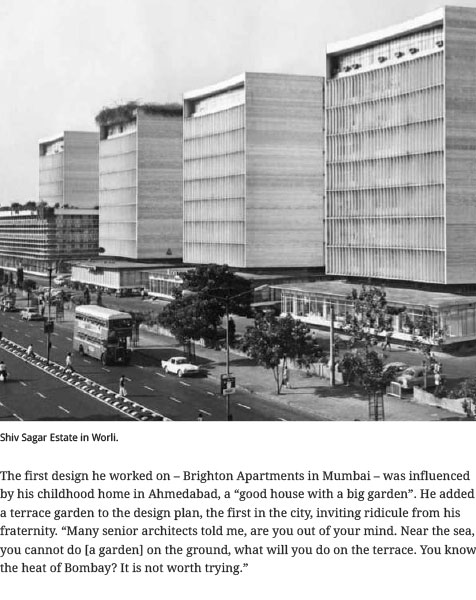 Shiv Sagar Estate in Worli.
The first design he worked on – Brighton Apartments in Mumbai – was influenced
by his childhood home in Ahmedabad, a “good house with a big garden”. He added
a terrace garden to the design plan, the first in the city, inviting ridicule from his
fraternity. “Many senior architects told me, are you out of your mind. Near the sea,
you cannot do [a garden] on the ground, what will you do on the terrace. You know
the heat of Bombay? It is not worth trying.”